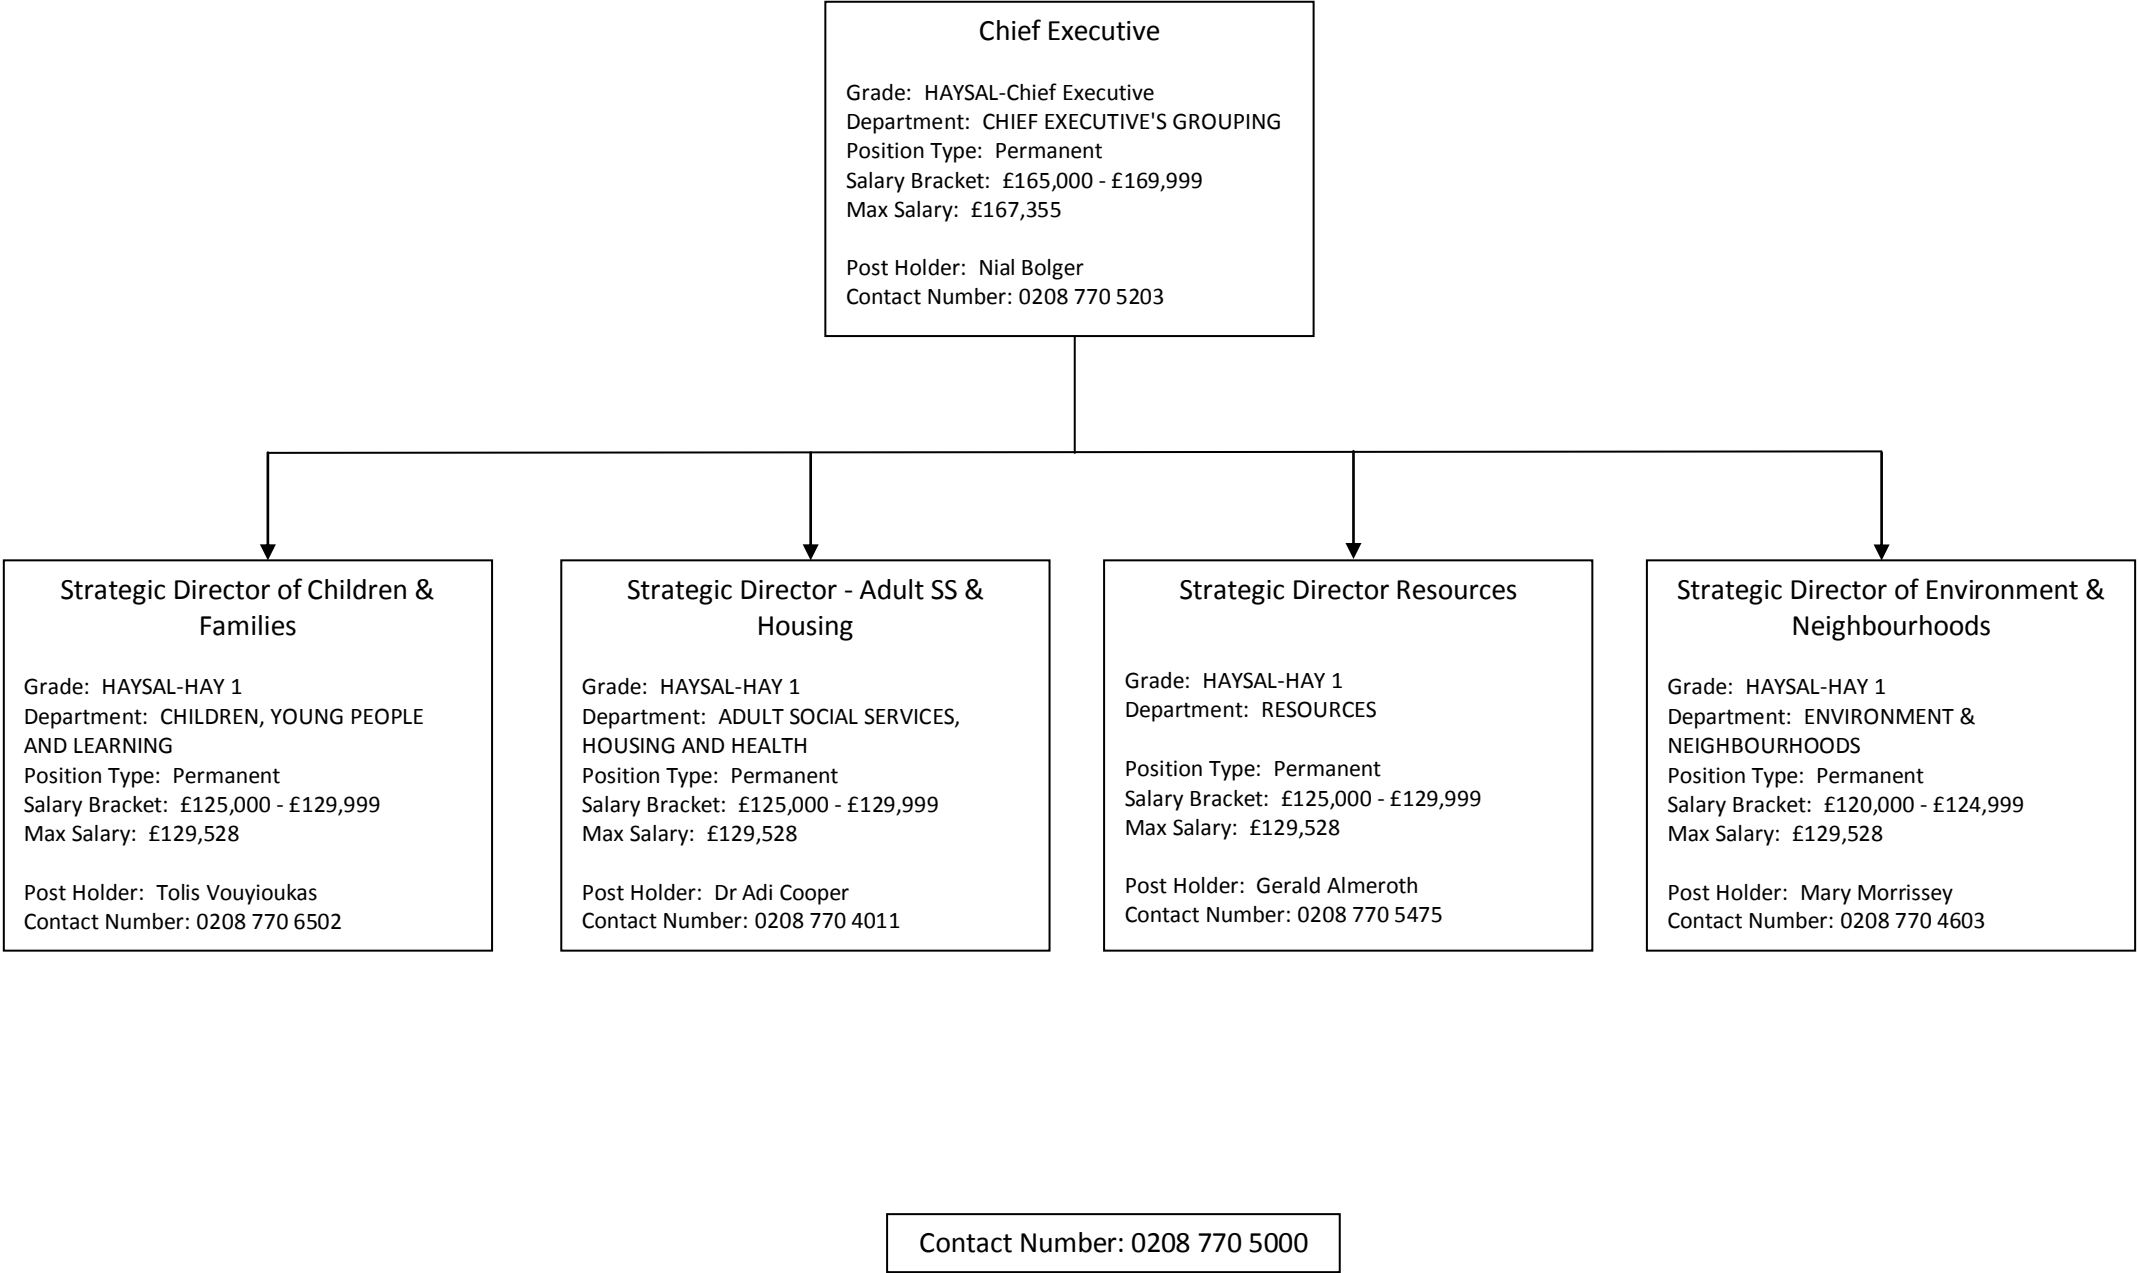 Chief Executive
Grade: HAYSAL-Chief Executive
Department: CHIEF EXECUTIVE'S GROUPING
Position Type: Permanent
Salary Bracket: £165,000 - £169,999
Max Salary: £167,355
Post Holder: Nial Bolger
Contact Number: 0208 770 5203
Strategic Director of Children &
Families
Grade: HAYSAL-HAY 1
Department: CHILDREN, YOUNG PEOPLE
AND LEARNING
Position Type: Permanent
Salary Bracket: £125,000 - £129,999
Max Salary: £129,528
Post Holder: Tolis Vouyioukas
Contact Number: 0208 770 6502
Strategic Director - Adult SS &
Housing
Grade: HAYSAL-HAY 1
Department: ADULT SOCIAL SERVICES,
HOUSING AND HEALTH
Position Type: Permanent
Salary Bracket: £125,000 - £129,999
Max Salary: £129,528
Post Holder: Dr Adi Cooper
Contact Number: 0208 770 4011
Strategic Director Resources
Grade: HAYSAL-HAY 1
Department: RESOURCES
Position Type: Permanent
Salary Bracket: £125,000 - £129,999
Max Salary: £129,528
Post Holder: Gerald Almeroth
Contact Number: 0208 770 5475
Strategic Director of Environment &
Neighbourhoods
Grade: HAYSAL-HAY 1
Department: ENVIRONMENT &
NEIGHBOURHOODS
Position Type: Permanent
Salary Bracket: £120,000 - £124,999
Max Salary: £129,528
Post Holder: Mary Morrissey
Contact Number: 0208 770 4603
Contact Number: 0208 770 5000